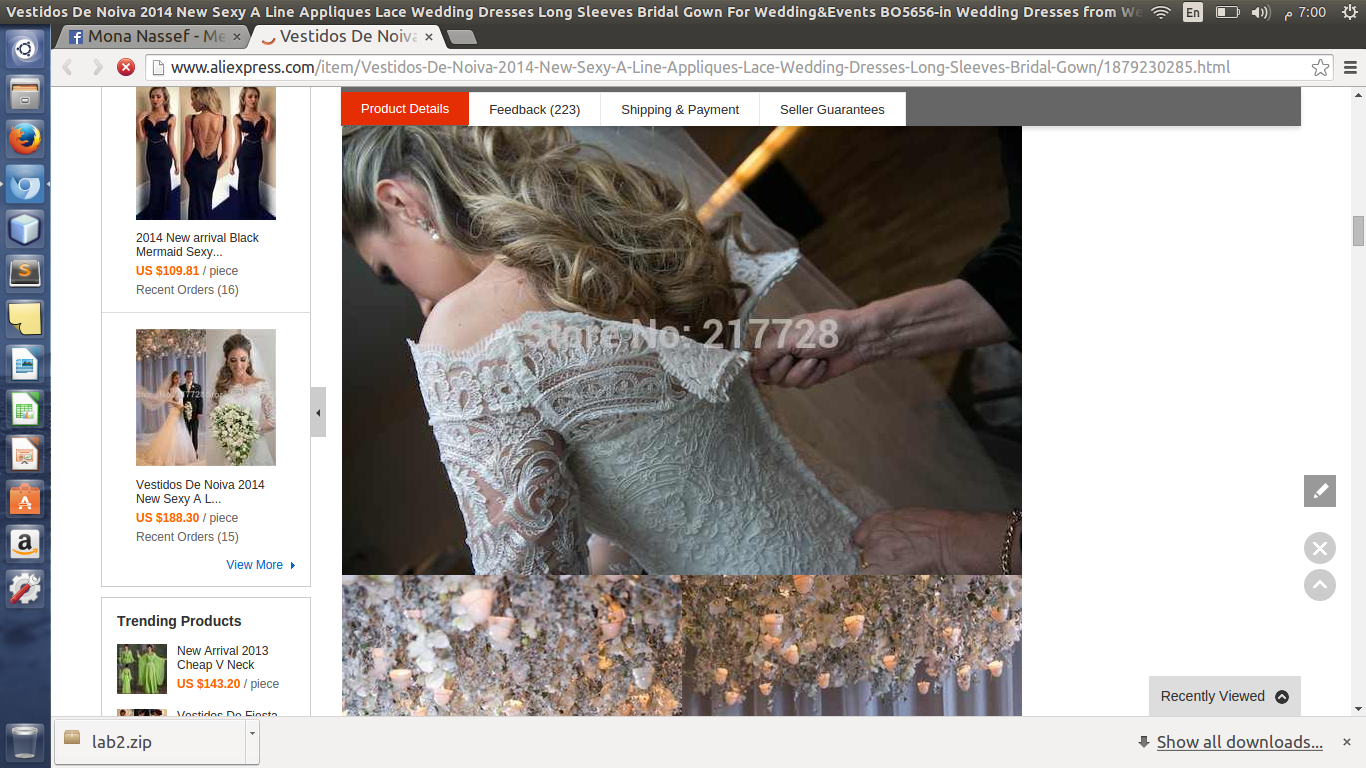 Vestidos De Noiva 2014 New Sexy A Line Appliques Lace Wedding Dresses Long Sleeves Bridal Gown For Wedding&Events BO5656-in Wedding Dresses from We
En
7:00 م
Mona Nassef - Me
Vestidos De Noiva
www.aliexpress.com/item/Vestidos-De-Noiva-2014-New-Sexy-A-Line-Appliques-Lace-Wedding-Dresses-Long-Sleeves-Bridal-Gown/1879230285.html
Product Details
Feedback (223)
Shipping & Payment
Seller Guarantees
2014 New arrival Black
Mermaid Sexy...
US $109.81 / piece
Recent Orders (16)
Store No: 217728
Vestidos De Noiva 2014
New Sexy A L...
US $188.30 / piece
Recent Orders (15)
View More
Trending Products
New Arrival 2013
Cheap V Neck
US $143.20 / piece
Vestidos De Fiesta
Recently Viewed
lab2.zip
Show all downloads...